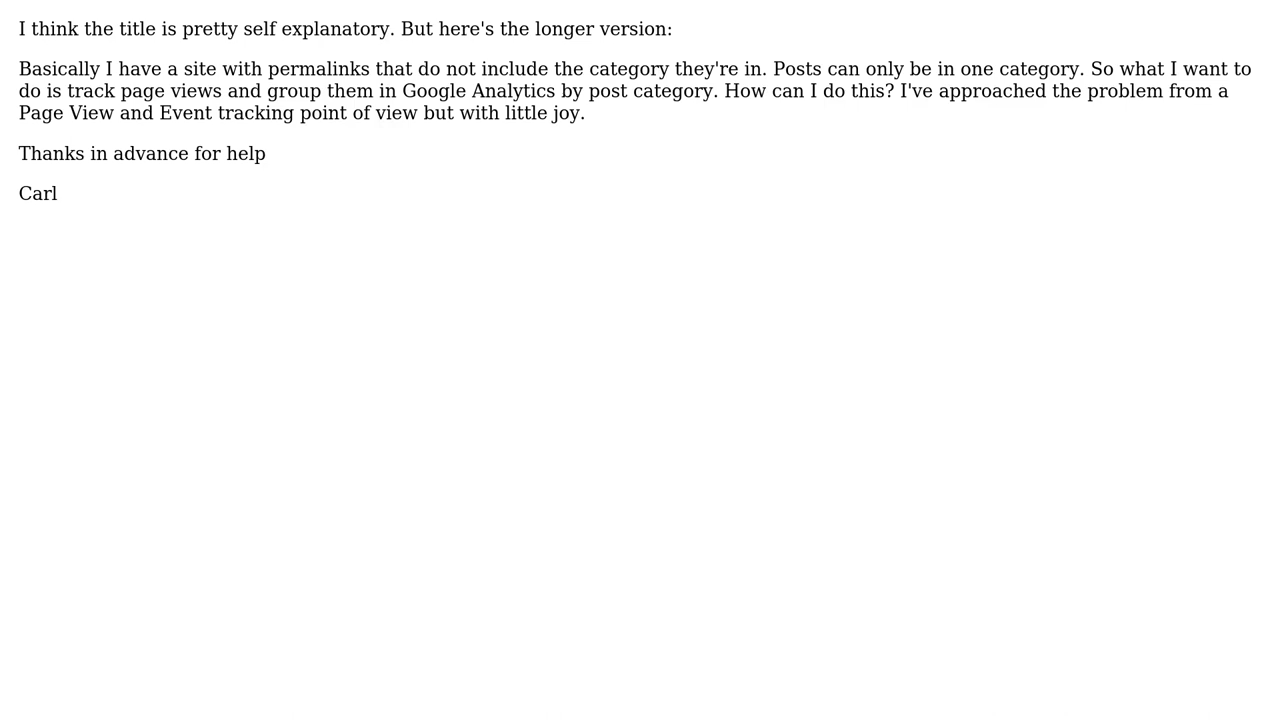 I think the title is pretty self explanatory. But here's the longer version:
Basically I have a site with permalinks that do not include the category they're in. Posts can only be in one category. So what I want to
do is track page views and group them in Google Analytics by post category. How can I do this? I've approached the problem from a
Page View and Event tracking point of view but with little joy.
Thanks in advance for help
Carl